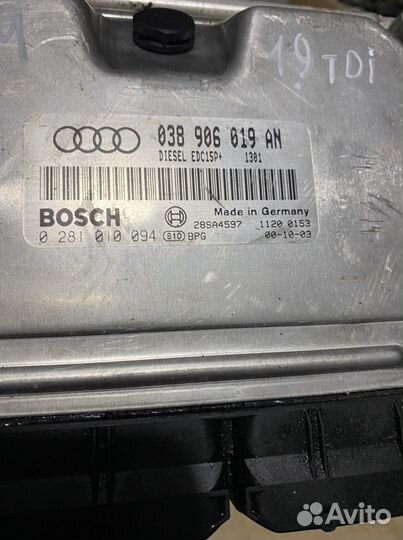 1.9 TDi
038 906 019 AN
DIESEL EDC15P+ 1301
BOSCH
Made in Germany
28SA4597 1120 0153
0 281 010 094 810 BPG 00-10-03
Avito